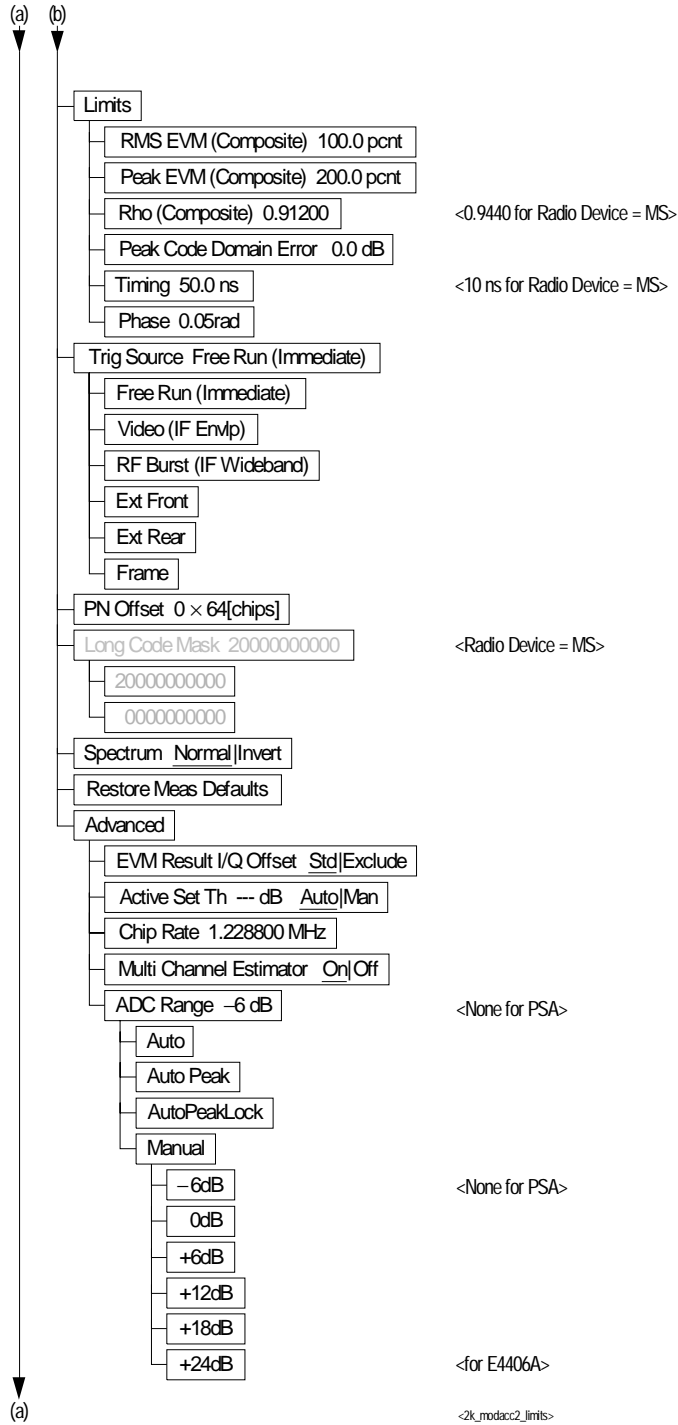 (a) (b)
Limits
RMS EVM (Composite) 100.0 pcnt
Peak EVM (Composite) 200.0 pcnt
Rho (Composite) 0.91200 <0.9440 for Radio Device = MS>
Peak Code Domain Error 0.0 dB
Timing 50.0 ns <10 ns for Radio Device = MS>
Phase 0.05rad
Trig Source Free Run (Immediate)
Free Run (Immediate)
Video (IF Envlp)
RF Burst (IF Wideband)
Ext Front
Ext Rear
Frame
PN Offset 0 × 64[chips]
Long Code Mask 20000000000 <Radio Device = MS>
20000000000
0000000000
Spectrum Normal|Invert
Restore Meas Defaults
Advanced
EVM Result I/Q Offset Std|Exclude
Active Set Th --- dB Auto|Man
Chip Rate 1.228800 MHz
Multi Channel Estimator On|Off
ADC Range –6 dB <None for PSA>
Auto
Auto Peak
AutoPeakLock
Manual
–6dB <None for PSA>
0dB
+6dB
+12dB
+18dB
+24dB <for E4406A>
(a) <2k_modacc2_limits>